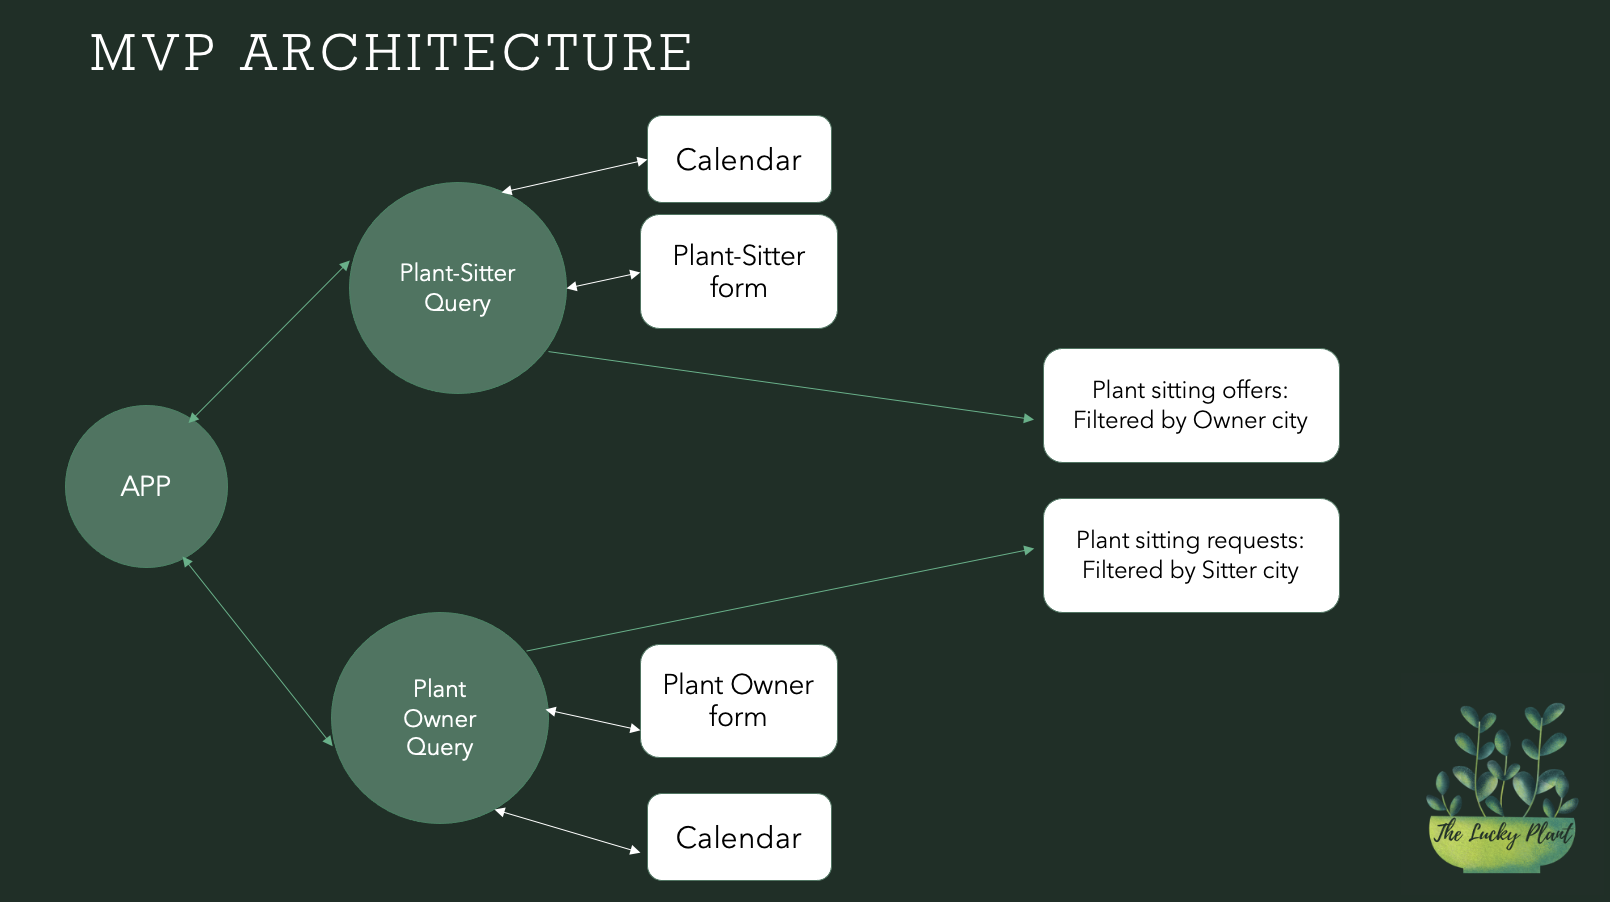 MVP ARCHITECTURE
Calendar
Plant-Sitter
form
Plant-Sitter
Query
Plant sitting offers:
Filtered by Owner city
APP
Plant sitting requests:
Filtered by Sitter city
Plant
Owner
Query
Plant Owner
form
Calendar
The Lucky Plant